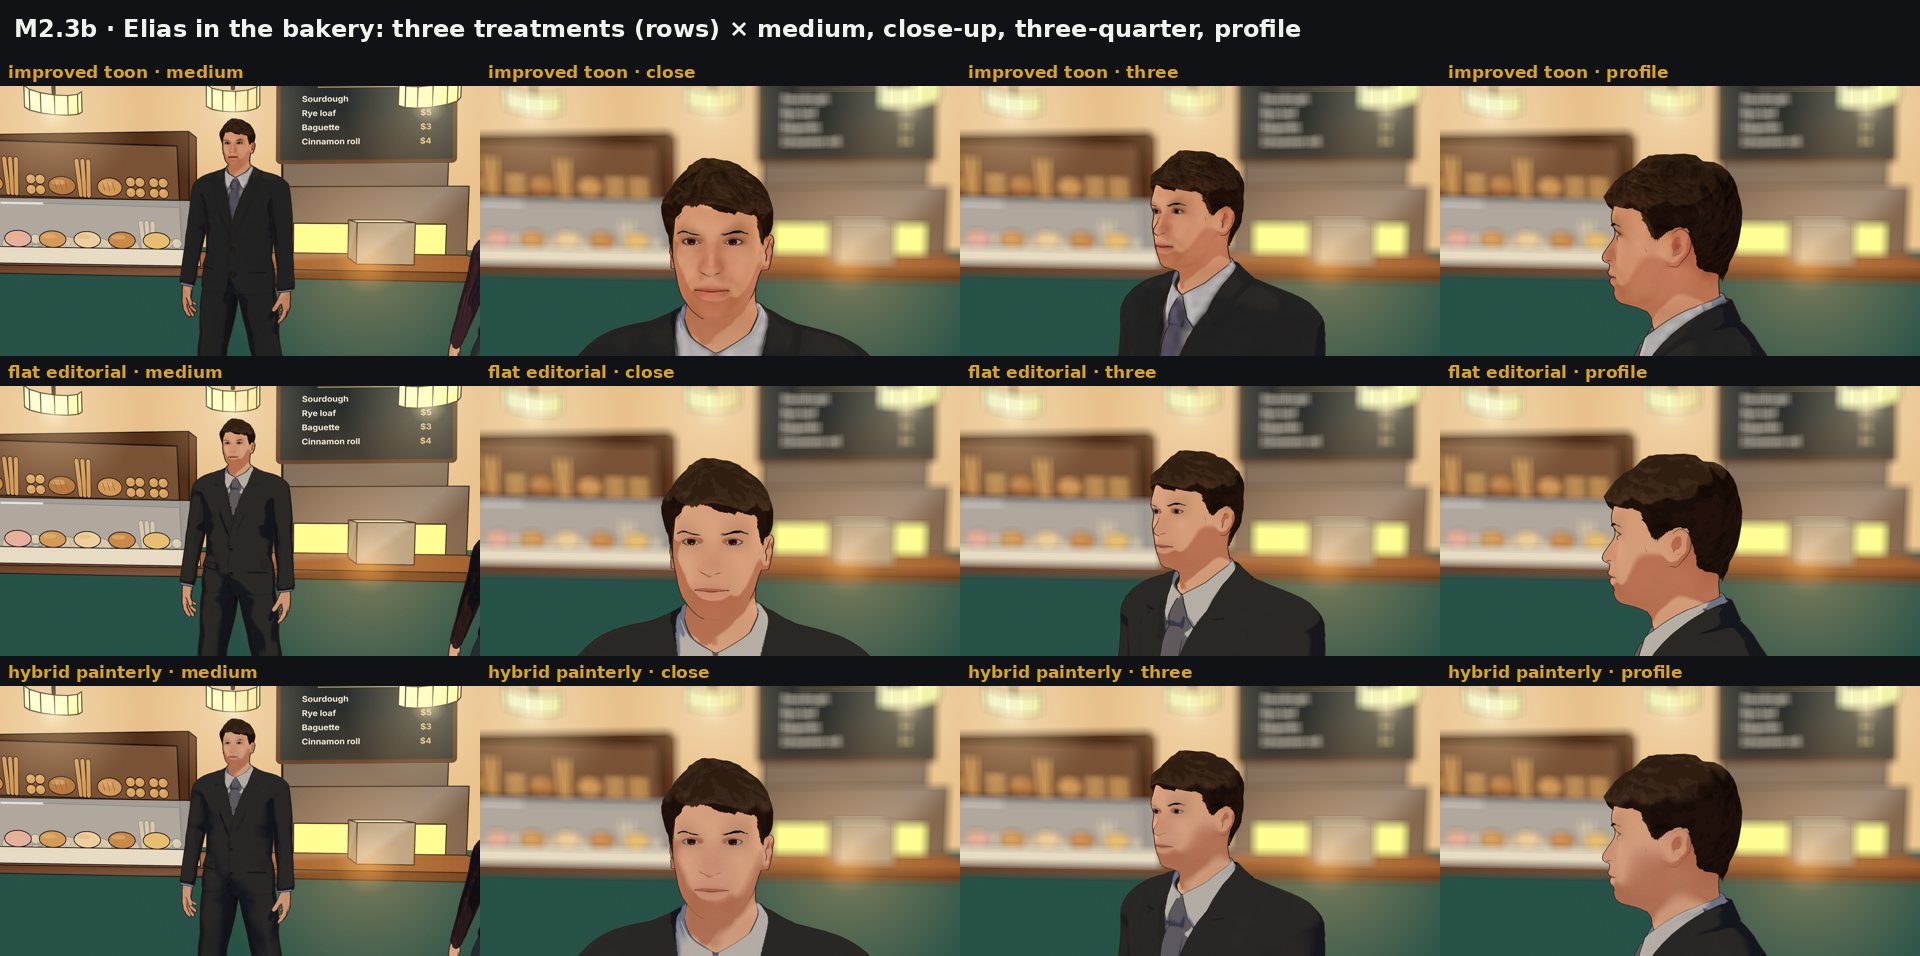 M2.3b · Elias in the bakery: three treatments (rows) × medium, close-up, three-quarter, profile
improved toon · medium
improved toon · close
improved toon · three
improved toon · profile
Sourdough
Rye loaf $5
Baguette $3
Cinnamon roll $4
flat editorial · medium
flat editorial · close
flat editorial · three
flat editorial · profile
Sourdough
Rye loaf $5
Baguette $3
Cinnamon roll $4
hybrid painterly · medium
hybrid painterly · close
hybrid painterly · three
hybrid painterly · profile
Sourdough
Rye loaf $5
Baguette $3
Cinnamon roll $4